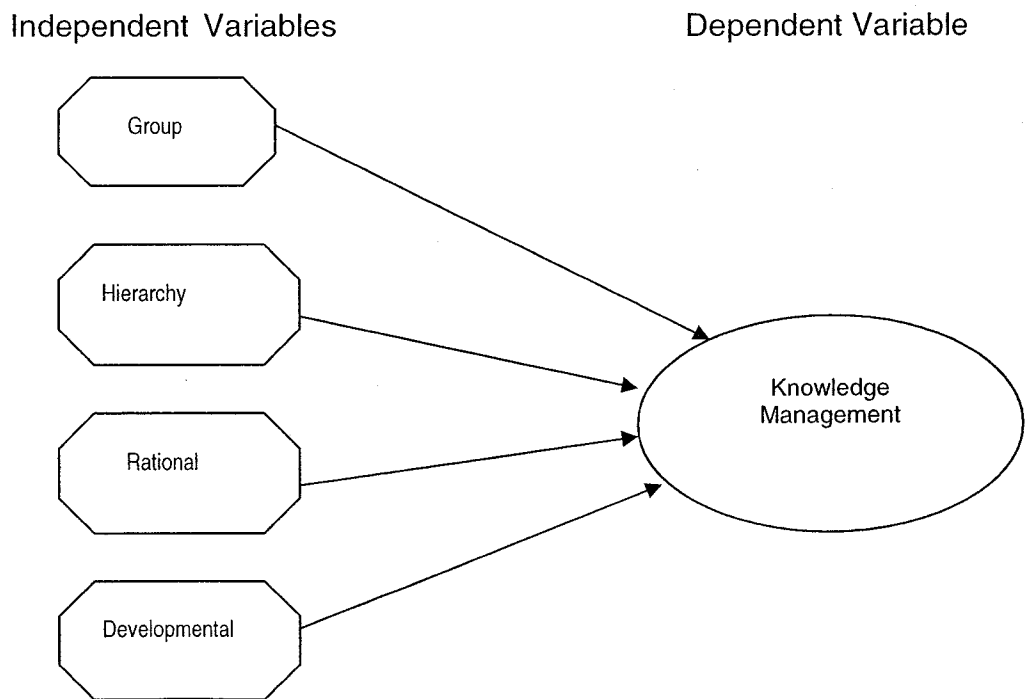 Independent Variables
Dependent Variable
Group
Hierarchy
Knowledge
Management
Rational
Developmental